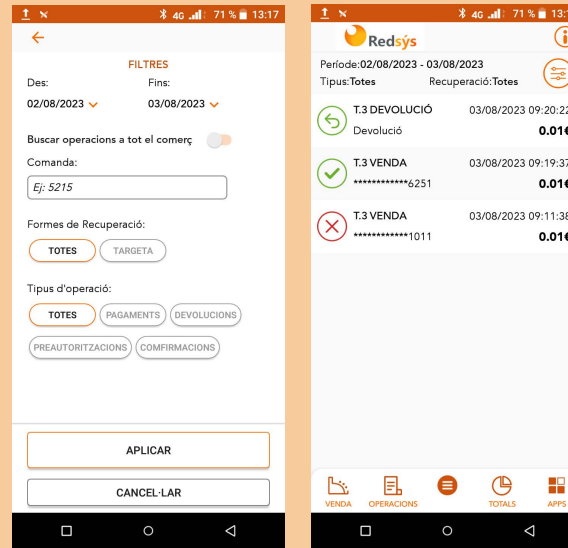 4G 71 % 13:17
FILTRES
Des: Fins:
02/08/2023 03/08/2023
Buscar operacions a tot el comerç
Comanda:
Ej: 5215
Formes de Recuperació:
TOTES TARGETA
Tipus d'operació:
TOTES PAGAMENTS DEVOLUCIONS
PREAUTORITZACIONS COMFIRMACIONS
APLICAR
CANCEL·LAR
4G 71 % 13:1
Redsýs
Període:02/08/2023 - 03/08/2023
Tipus:Totes Recuperació:Totes
T.3 DEVOLUCIÓ 03/08/2023 09:20:22
Devolució 0.01€
T.3 VENDA 03/08/2023 09:19:37
************6251 0.01€
T.3 VENDA 03/08/2023 09:11:38
************1011 0.01€
VENDA OPERACIONS TOTALS APPS